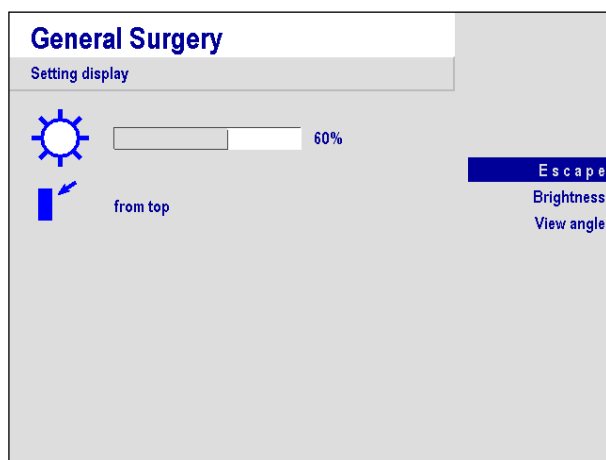 General Surgery
Setting display
60%
from top
Escape
Brightness
View angle